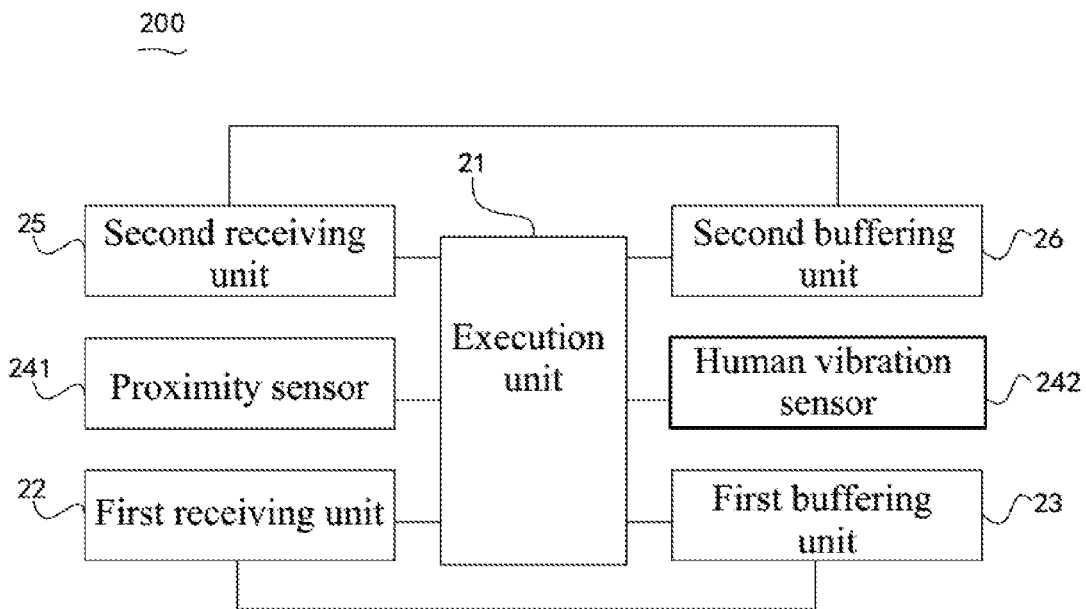 200
21
25
Second receiving
unit
Second buffering
unit
26
Execution
unit
241
Proximity sensor
Human vibration
sensor
242
22
First receiving unit
First buffering
unit
23